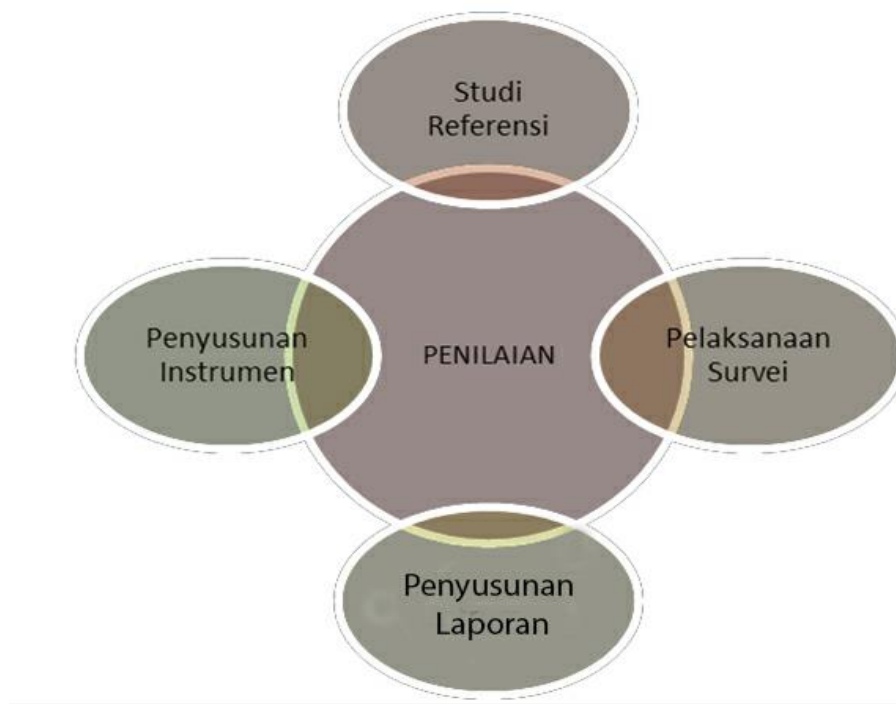 Studi
Referensi
Penyusunan
Instrumen
PENILAIAN
Pelaksanaan
Survei
Penyusunan
Laporan